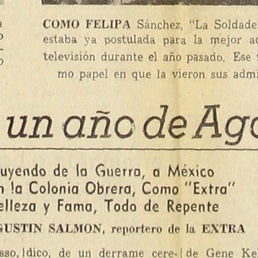 COMO FELIPA Sánchez, "La Soldade
estaba ya postulada para la mejor ac
televisión durante el año pasado. Ese
mo papel en que la vieron sus adm
un año de Ago
uyendo de la Guerra, a México
n la Colonia Obrera, Como "Extra"
elleza y Fama, Todo de Repente
GUSTIN SALMON, reportero de la EXTRA
sso, dico, de un derrame cere- de Gene Ke